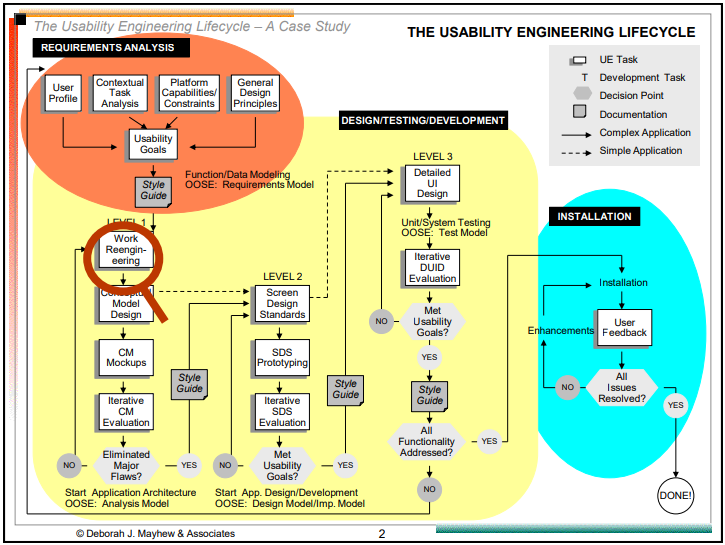 The Usability Engineering Lifecycle – A Case Study
THE USABILITY ENGINEERING LIFECYCLE
REQUIREMENTS ANALYSIS
UE Task
T Development Task
Decision Point
Documentation
Complex Application
Simple Application
User
Profile
Contextual
Task
Analysis
Platform
Capabilities/
Constraints
General
Design
Principles
Usability
Goals
Style
Guide
Function/Data Modeling
OOSE: Requirements Model
DESIGN/TESTING/DEVELOPMENT
LEVEL 1
Work
Reengin-
eering
Model
Design
CM
Mockups
Iterative
CM
Evaluation
Eliminated
Major
Flaws?
NO
YES
Style
Guide
Start Application Architecture
OOSE: Analysis Model
LEVEL 2
Screen
Design
Standards
SDS
Prototyping
Iterative
SDS
Evaluation
Met
Usability
Goals?
NO
YES
Style
Guide
Start App. Design/Development
OOSE: Design Model/Imp. Model
LEVEL 3
Detailed
UI
Design
Unit/System Testing
OOSE: Test Model
Iterative
DUID
Evaluation
Met
Usability
Goals?
NO
YES
Style
Guide
All
Functionality
Addressed?
YES
NO
INSTALLATION
Installation
Enhancements
User
Feedback
All
Issues
Resolved?
NO
YES
DONE!
© Deborah J. Mayhew & Associates
2